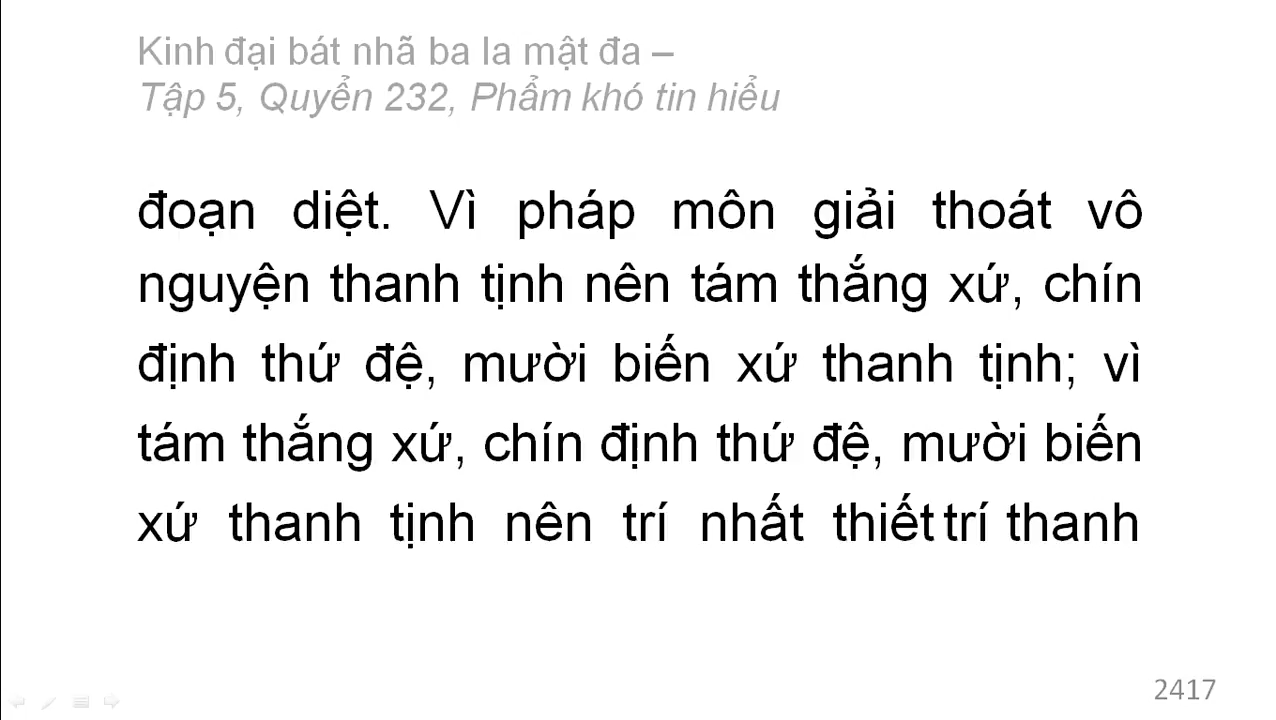 Kinh đại bát nhã ba la mật đa –
Tập 5, Quyển 232, Phẩm khó tin hiểu
đoạn diệt. Vì pháp môn giải thoát vô
nguyện thanh tịnh nên tám thắng xứ, chín
định thứ đệ, mười biến xứ thanh tịnh; vì
tám thắng xứ, chín định thứ đệ, mười biến
xứ thanh tịnh nên trí nhất thiết trí thanh
2417